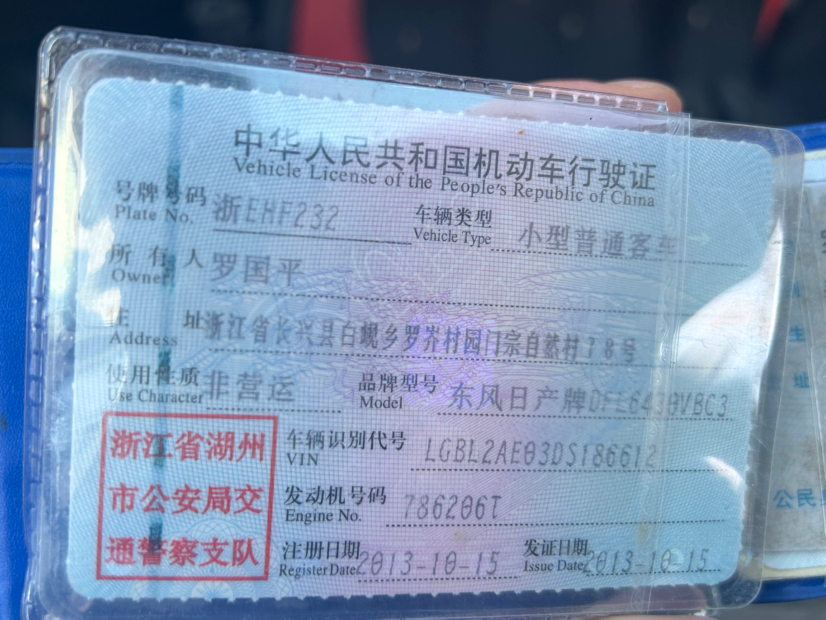 中华人民共和国机动车行驶证
Vehicle License of the People's Republic of China
号牌号码 浙EHF232 车辆类型 小型普通客车
Plate No. Vehicle Type
所有人 罗国平
Owner
住 址 浙江省长兴县白岘乡罗岕村园门宗自然村78号
Address
使用性质 非营运 品牌型号 东风日产牌DFL6430VBC3
Use Character Model
浙江省湖州
市公安局交
通警察支队
车辆识别代号 LGBL2AE03DS186612
VIN
发动机号码 786206T
Engine No.
注册日期 2013-10-15 发证日期 2013-10-15
Register Date Issue Date
址
公民